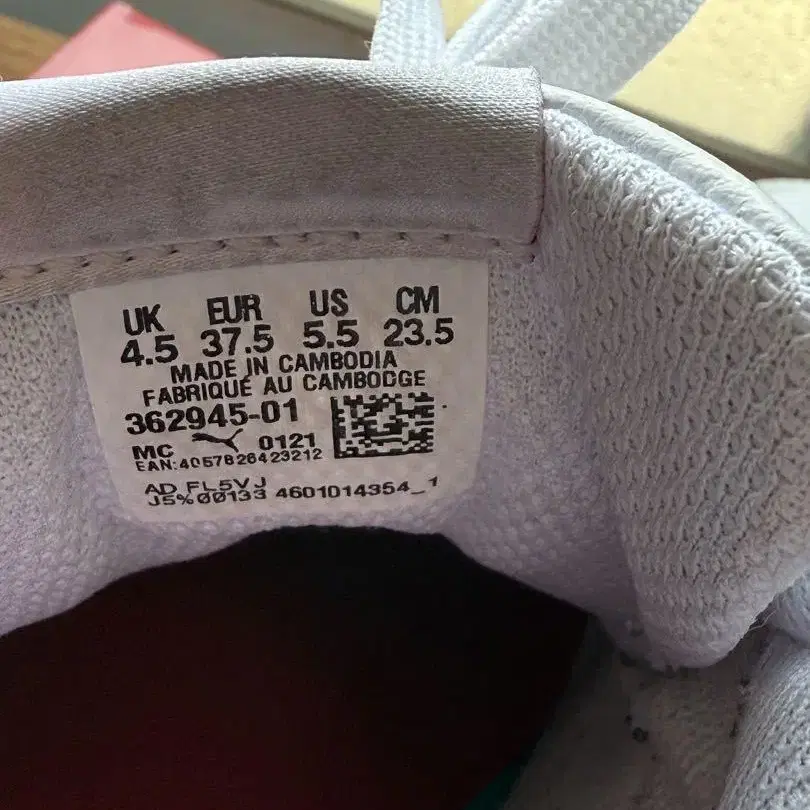 UK EUR US CM
4.5 37.5 5.5 23.5
MADE IN CAMBODIA
FABRIQUÉ AU CAMBODGE
362945-01
MC 0121
EAN:4057826423212
AD FL5VJ
J5%00133 4601014354_1